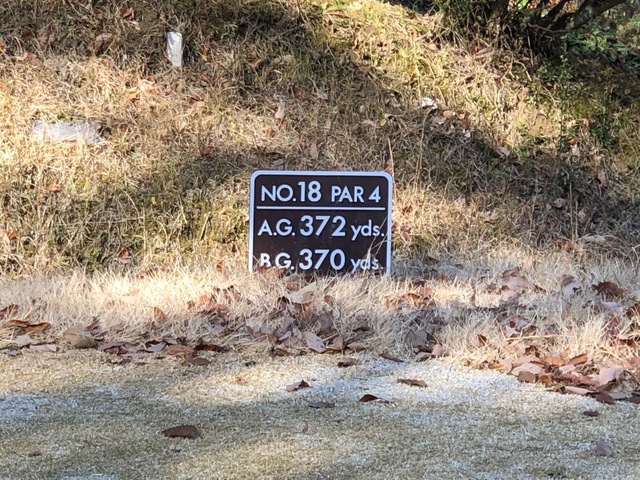 NO.18 PAR 4
A.G. 372 yds.
B.G. 370 yds.